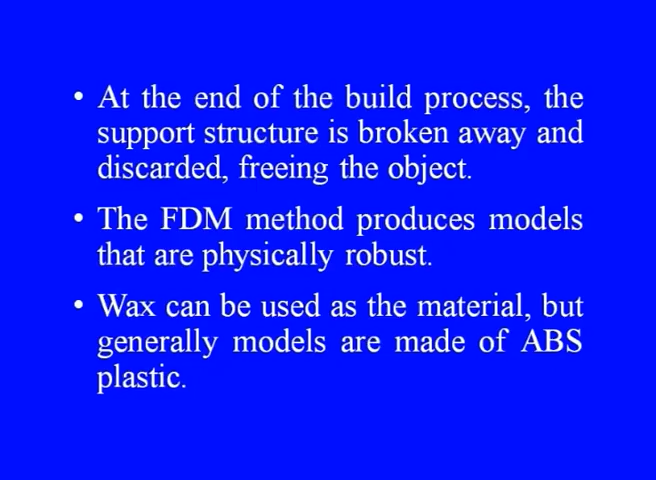 • At the end of the build process, the
support structure is broken away and
discarded, freeing the object.
• The FDM method produces models
that are physically robust.
• Wax can be used as the material, but
generally models are made of ABS
plastic.